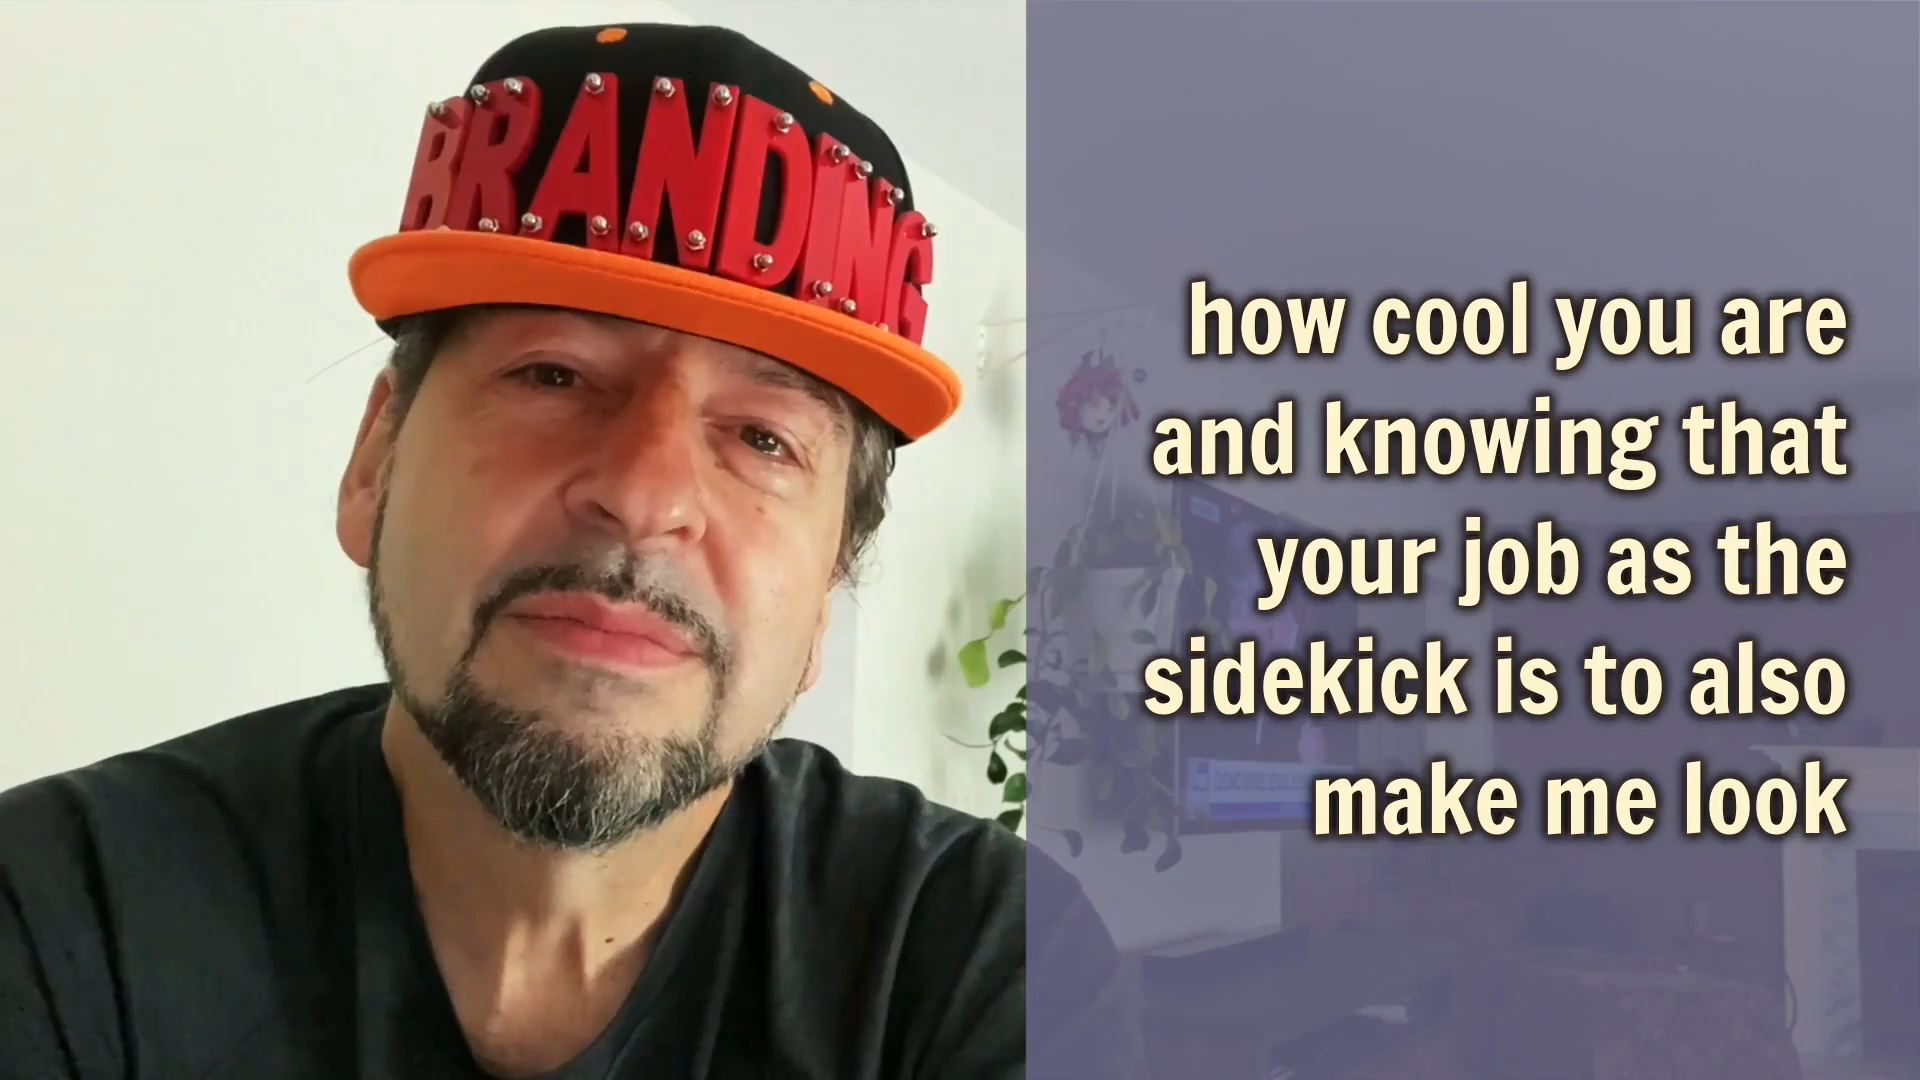 BRANDING
how cool you are
and knowing that
your job as the
sidekick is to also
make me look